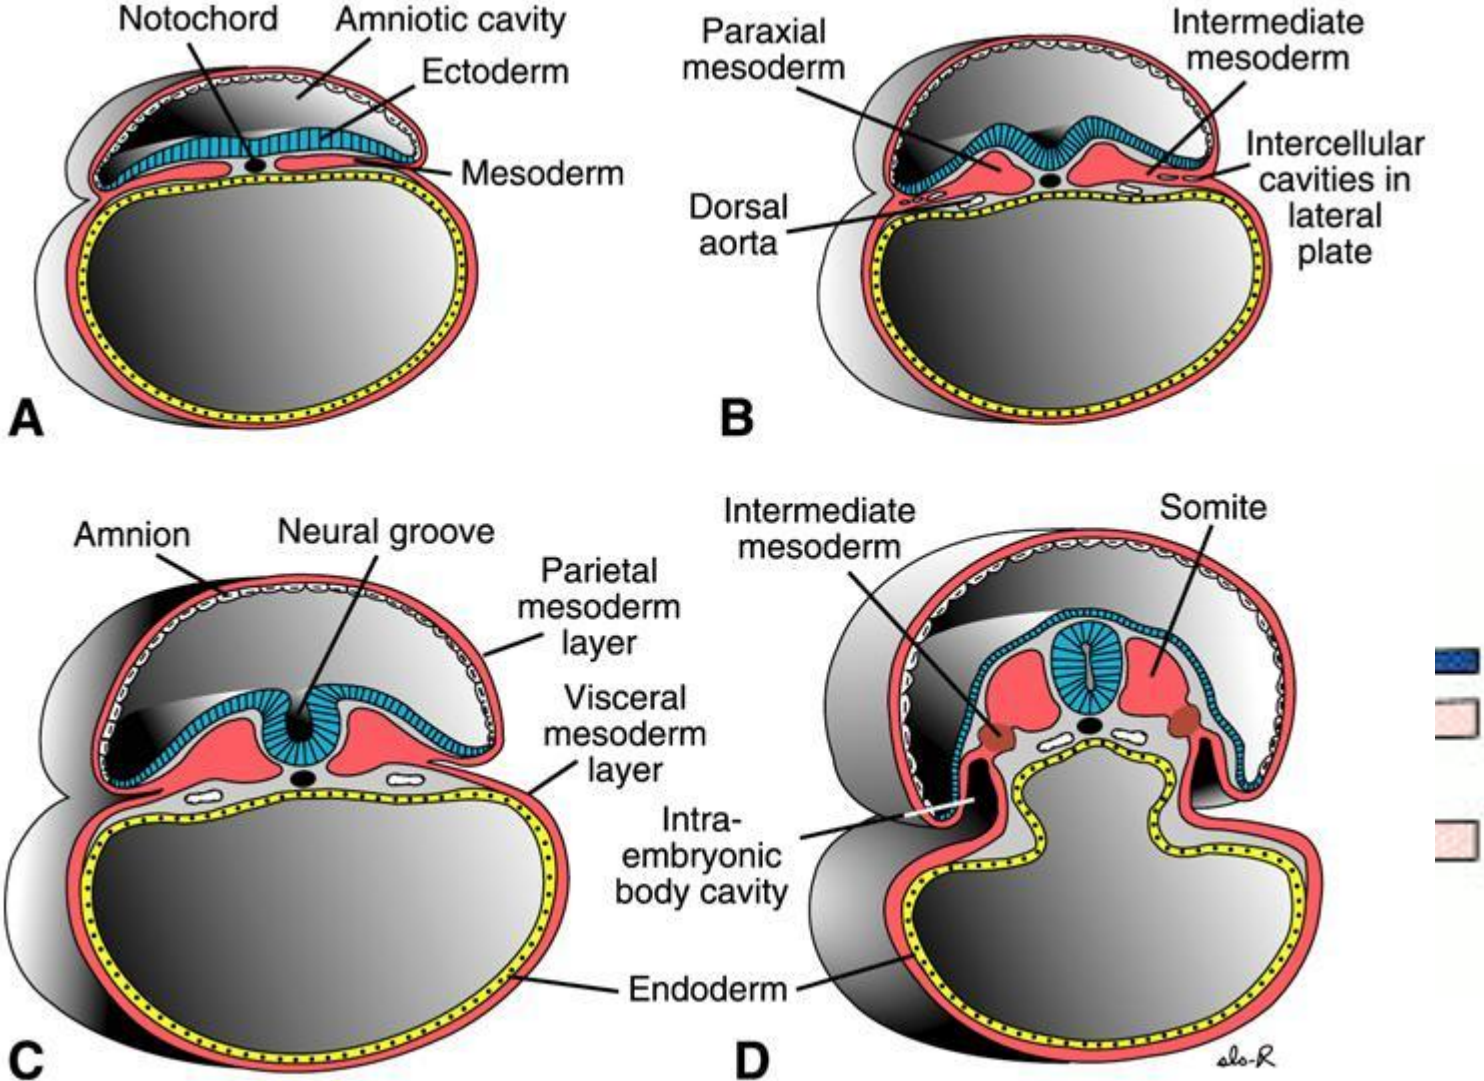 Notochord
Amniotic cavity
Ectoderm
Mesoderm
A
Paraxial
mesoderm
Intermediate
mesoderm
Intercellular
cavities in
lateral
plate
Dorsal
aorta
B
Amnion
Neural groove
Parietal
mesoderm
layer
Visceral
mesoderm
layer
C
Intermediate
mesoderm
Somite
Intra-
embryonic
body cavity
Endoderm
D
sls-R